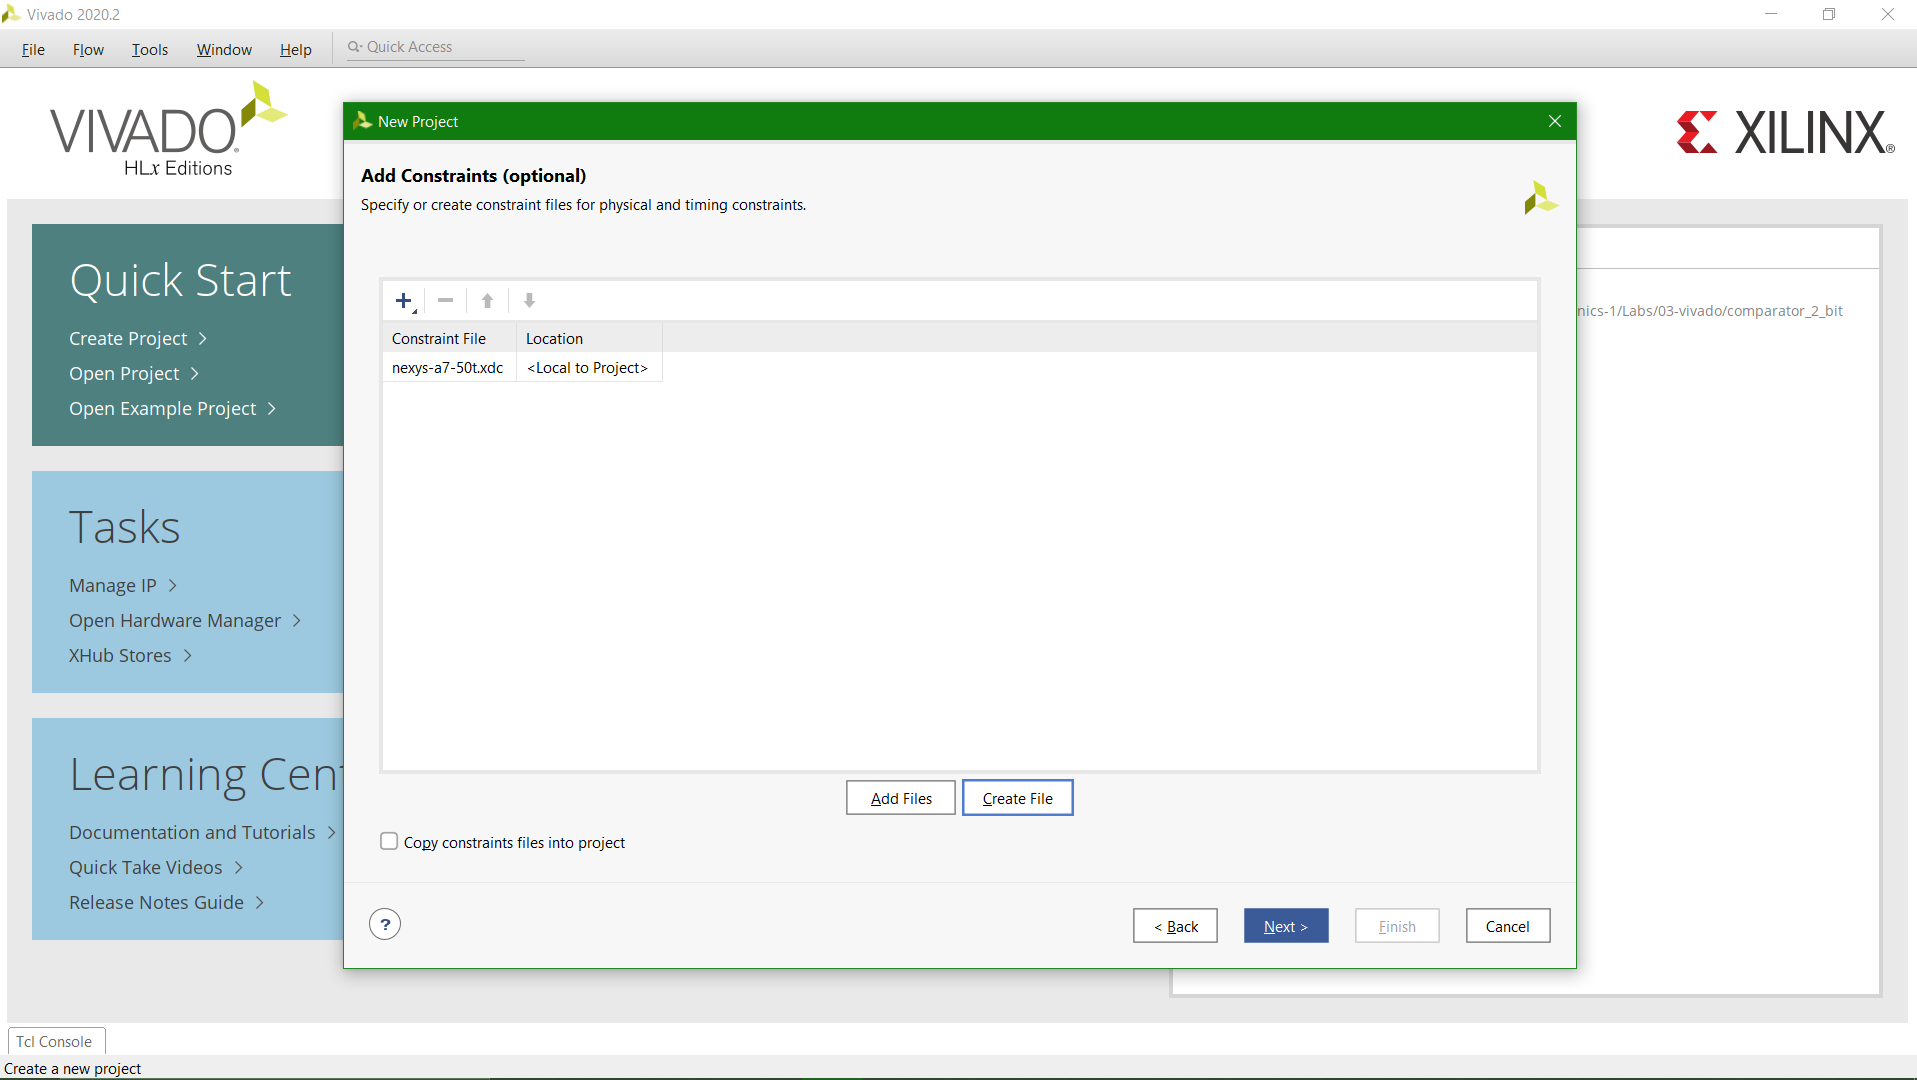 Vivado 2020.2
File Flow Tools Window Help Quick Access
VIVADO®
HLx Editions
XILINX®
New Project
Add Constraints (optional)
Specify or create constraint files for physical and timing constraints.
Quick Start
Create Project >
Open Project >
Open Example Project >
Tasks
Manage IP >
Open Hardware Manager >
XHub Stores >
Learning Cen
Documentation and Tutorials >
Quick Take Videos >
Release Notes Guide >
Constraint File Location
nexys-a7-50t.xdc <Local to Project>
nics-1/Labs/03-vivado/comparator_2_bit
Add Files Create File
Copy constraints files into project
? < Back Next > Finish Cancel
Tcl Console
Create a new project